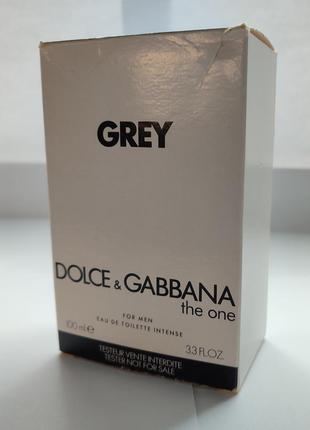 GREY
DOLCE & GABBANA
the one
FOR MEN
EAU DE TOILETTE INTENSE
100 ml ℮ 3.3 FL.OZ.
TESTEUR VENTE INTERDITE
TESTER NOT FOR SALE